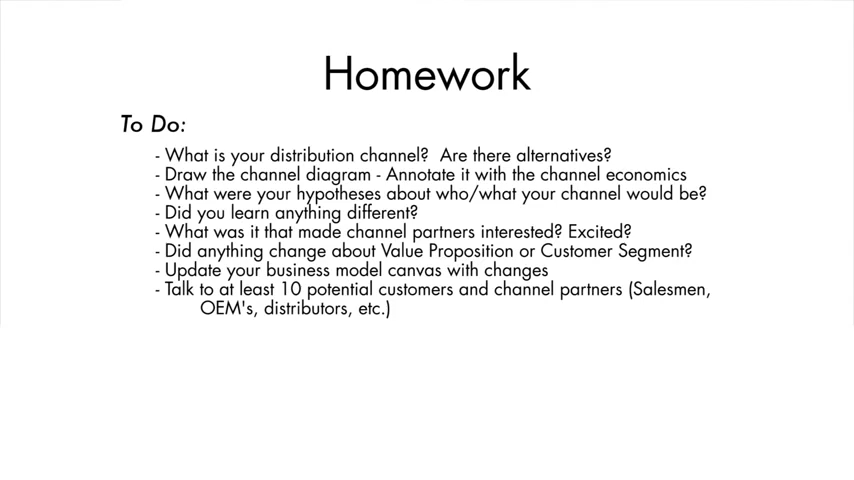 Homework
To Do:
- What is your distribution channel?  Are there alternatives?
- Draw the channel diagram - Annotate it with the channel economics
- What were your hypotheses about who/what your channel would be?
- Did you learn anything different?
- What was it that made channel partners interested? Excited?
- Did anything change about Value Proposition or Customer Segment?
- Update your business model canvas with changes
- Talk to at least 10 potential customers and channel partners (Salesmen,
OEM's, distributors, etc.)